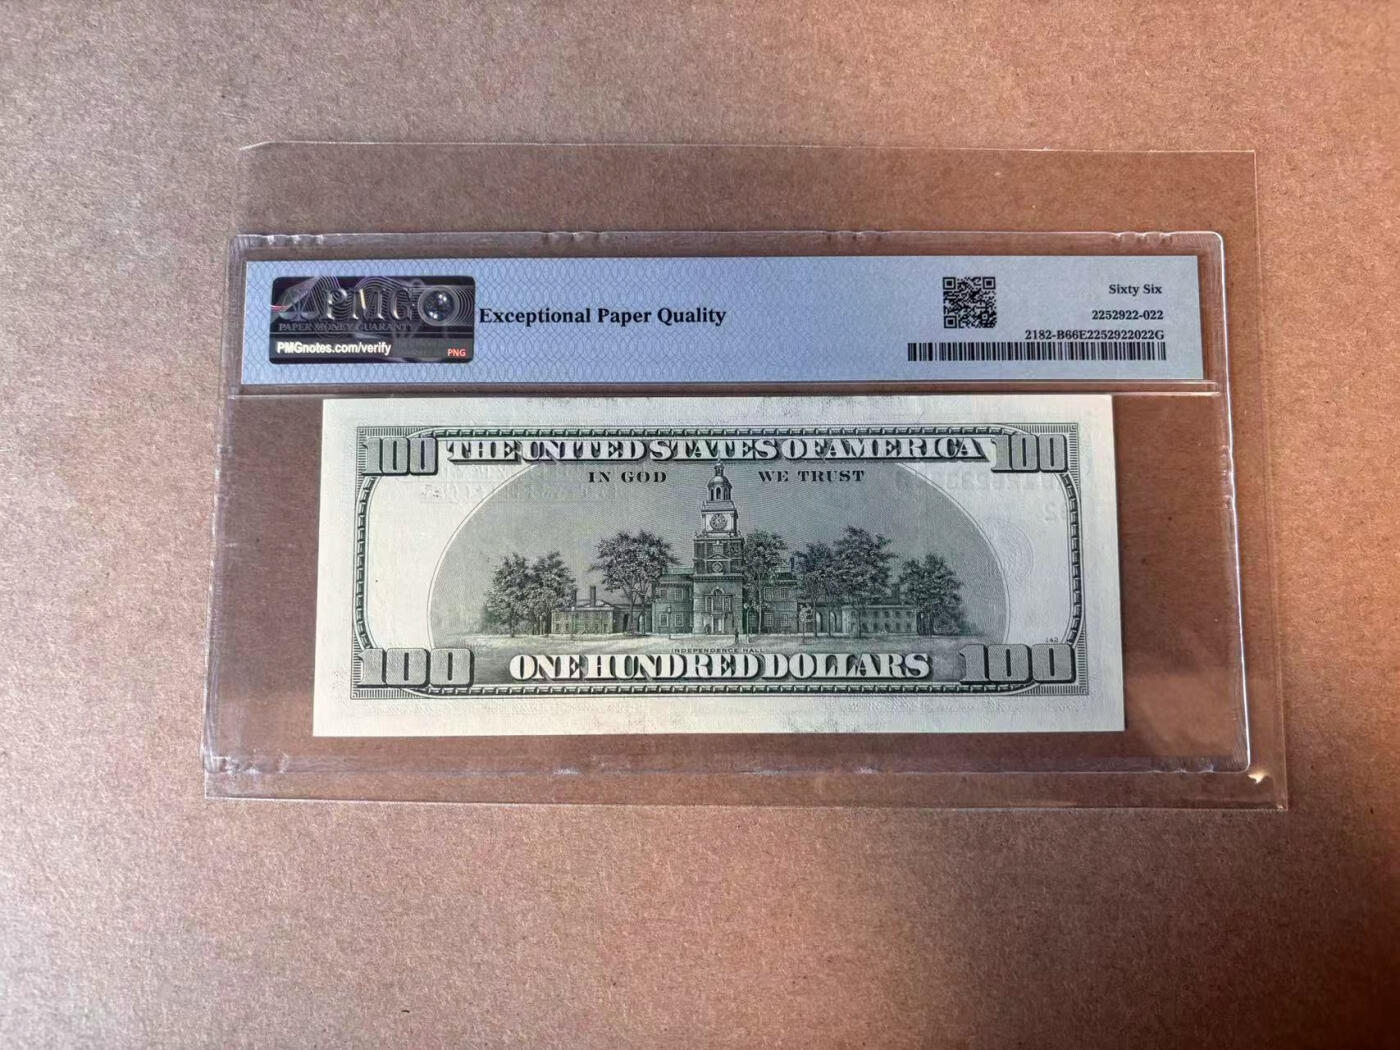 PMG
PAPER MONEY GUARANTY
PMGnotes.com/verify
PNG
Exceptional Paper Quality
Sixty Six
2252922-022
2182-B66E2252922022G
100 THE UNITED STATES OF AMERICA 100
IN GOD WE TRUST
142
INDEPENDENCE HALL
100 ONE HUNDRED DOLLARS 100